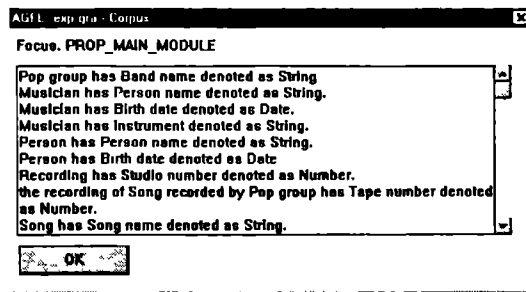 AGFL exp gra - Corpus
Focus. PROP_MAIN_MODULE
Pop group has Band name denoted as String
Musician has Person name denoted as String.
Musician has Birth date denoted as Date.
Musician has Instrument denoted as String.
Person has Person name denoted as String.
Person has Birth date denoted as Date
Recording has Studio number denoted as Number.
the recording of Song recorded by Pop group has Tape number denoted
as Number.
Song has Song name denoted as String.
OK